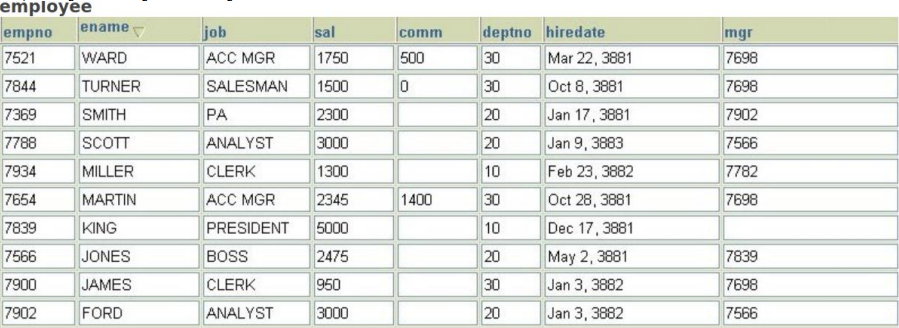 employee
empno ename job sal comm deptno hiredate mgr
7521 WARD ACC MGR 1750 500 30 Mar 22, 3881 7698
7844 TURNER SALESMAN 1500 0 30 Oct 8, 3881 7698
7369 SMITH PA 2300 20 Jan 17, 3881 7902
7788 SCOTT ANALYST 3000 20 Jan 9, 3883 7566
7934 MILLER CLERK 1300 10 Feb 23, 3882 7782
7654 MARTIN ACC MGR 2345 1400 30 Oct 28, 3881 7698
7839 KING PRESIDENT 5000 10 Dec 17, 3881
7566 JONES BOSS 2475 20 May 2, 3881 7839
7900 JAMES CLERK 950 30 Jan 3, 3882 7698
7902 FORD ANALYST 3000 20 Jan 3, 3882 7566